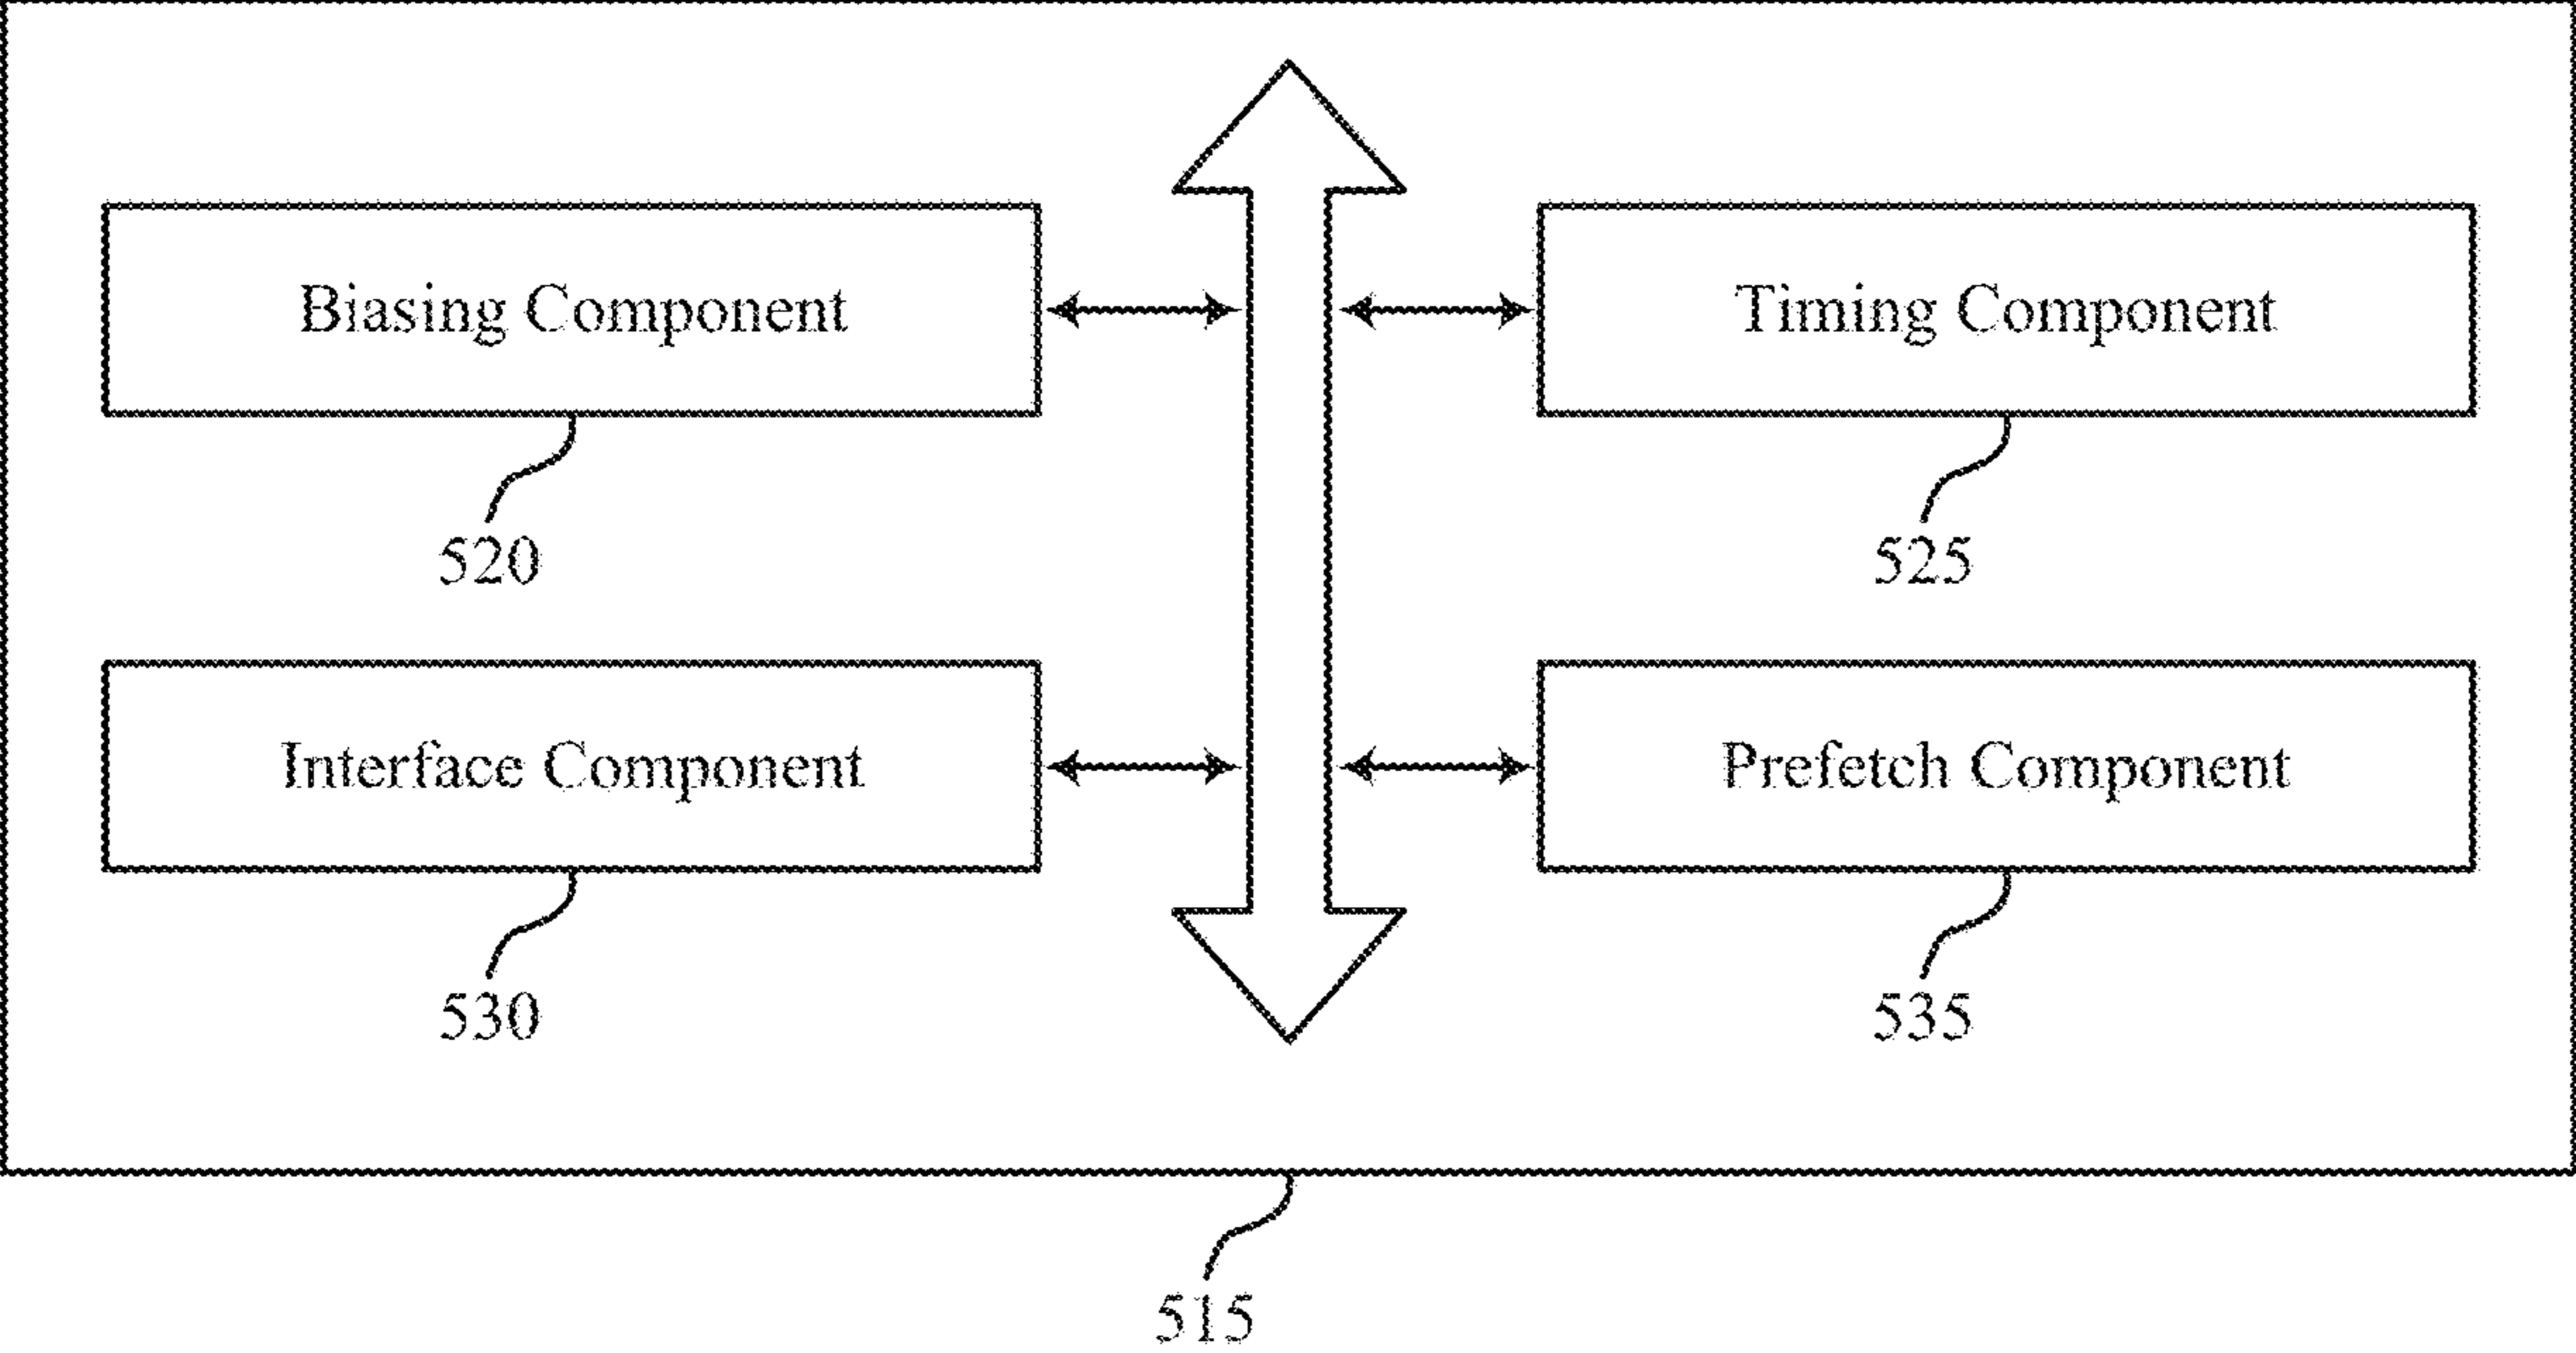 Biasing Component
Timing Component
520
525
Interface Component
Prefetch Component
530
535
515